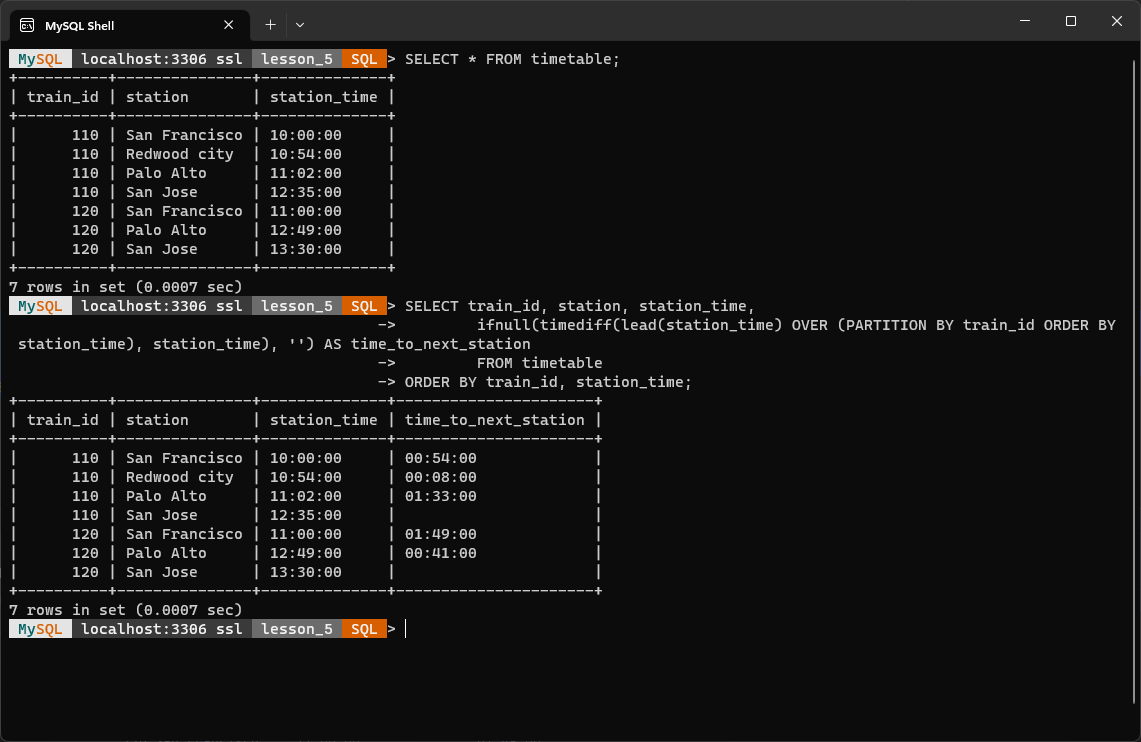 MySQL Shell
MySQL localhost:3306 ssl lesson_5 SQL > SELECT * FROM timetable;
+----------+---------------+--------------+
| train_id | station       | station_time |
+----------+---------------+--------------+
|      110 | San Francisco | 10:00:00     |
|      110 | Redwood city  | 10:54:00     |
|      110 | Palo Alto     | 11:02:00     |
|      110 | San Jose      | 12:35:00     |
|      120 | San Francisco | 11:00:00     |
|      120 | Palo Alto     | 12:49:00     |
|      120 | San Jose      | 13:30:00     |
+----------+---------------+--------------+
7 rows in set (0.0007 sec)
MySQL localhost:3306 ssl lesson_5 SQL > SELECT train_id, station, station_time,
                                         ->         ifnull(timediff(lead(station_time) OVER (PARTITION BY train_id ORDER BY
 station_time), station_time), '') AS time_to_next_station
                                         ->         FROM timetable
                                         -> ORDER BY train_id, station_time;
+----------+---------------+--------------+----------------------+
| train_id | station       | station_time | time_to_next_station |
+----------+---------------+--------------+----------------------+
|      110 | San Francisco | 10:00:00     | 00:54:00             |
|      110 | Redwood city  | 10:54:00     | 00:08:00             |
|      110 | Palo Alto     | 11:02:00     | 01:33:00             |
|      110 | San Jose      | 12:35:00     |                      |
|      120 | San Francisco | 11:00:00     | 01:49:00             |
|      120 | Palo Alto     | 12:49:00     | 00:41:00             |
|      120 | San Jose      | 13:30:00     |                      |
+----------+---------------+--------------+----------------------+
7 rows in set (0.0007 sec)
MySQL localhost:3306 ssl lesson_5 SQL >